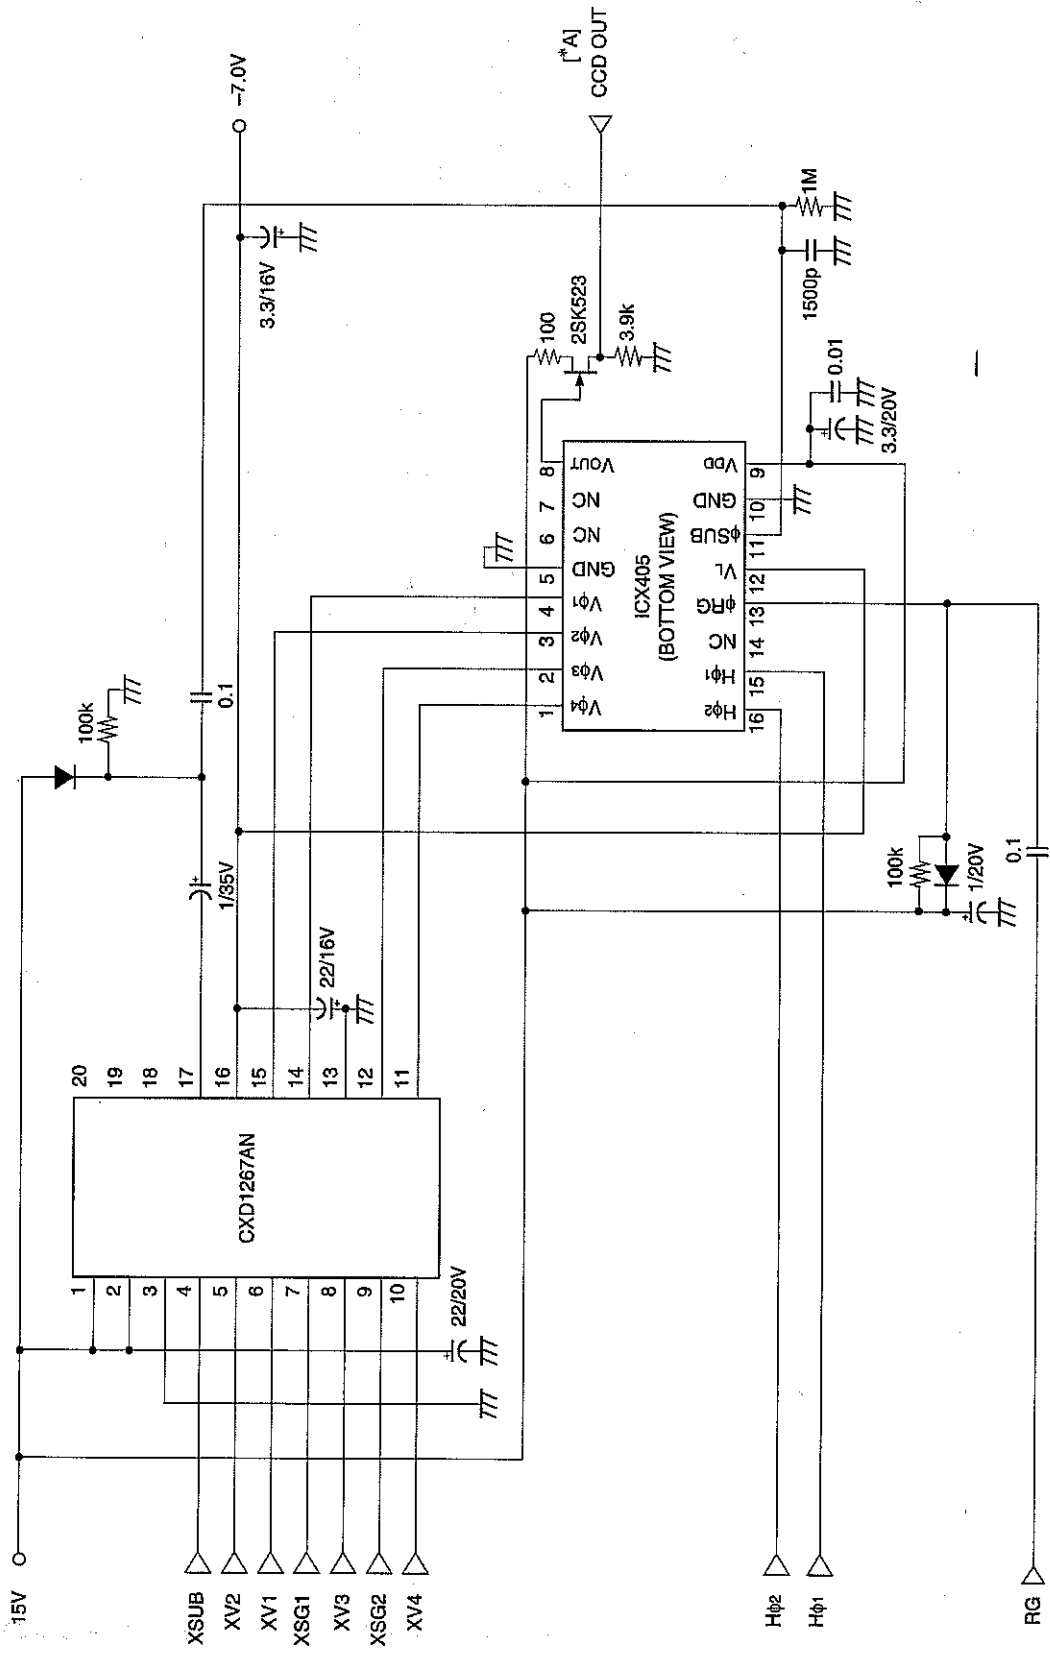 15V
–7.0V
100k
3.3/16V
1/35V
0.1
22/16V
CXD1267AN
1
2
3
4
5
6
7
8
9
10
20
19
18
17
16
15
14
13
12
11
22/20V
XSUB
XV2
XV1
XSG1
XV3
XSG2
XV4
[*A]
CCD OUT
100
2SK523
3.9k
1M
1500p
0.01
3.3/20V
ICX405
(BOTTOM VIEW)
1
2
3
4
5
6
7
8
Vϕ4
Vϕ3
Vϕ2
Vϕ1
GND
NC
NC
VOUT
Hϕ2
Hϕ1
NC
ϕRG
VL
ϕSUB
GND
VDD
16
15
14
13
12
11
10
9
100k
1/20V
0.1
Hϕ2
Hϕ1
RG